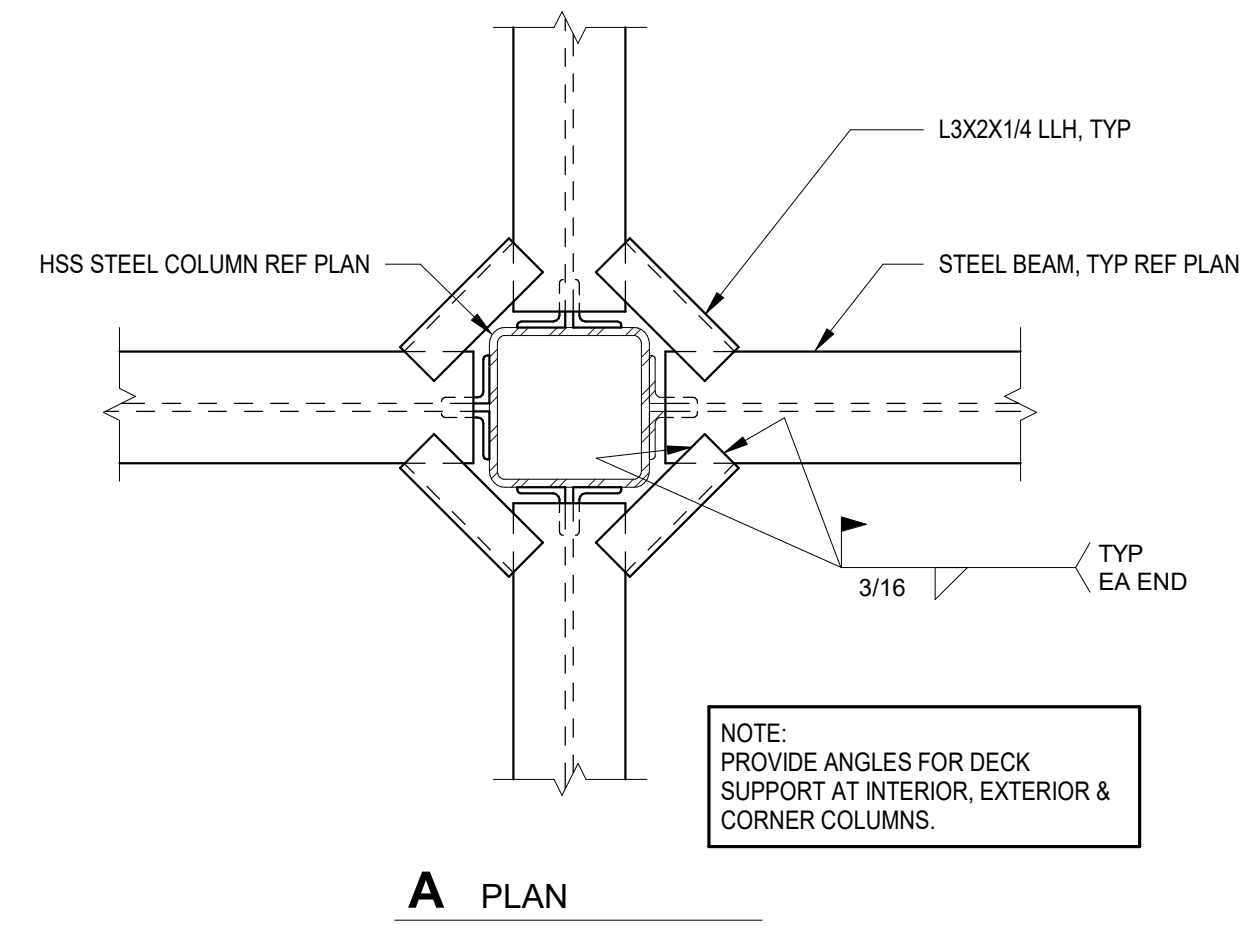 L3X2X1/4 LLH, TYP
HSS STEEL COLUMN REF PLAN
STEEL BEAM, TYP REF PLAN
3/16
TYP
EA END
NOTE:
PROVIDE ANGLES FOR DECK
SUPPORT AT INTERIOR, EXTERIOR &
CORNER COLUMNS.
A PLAN